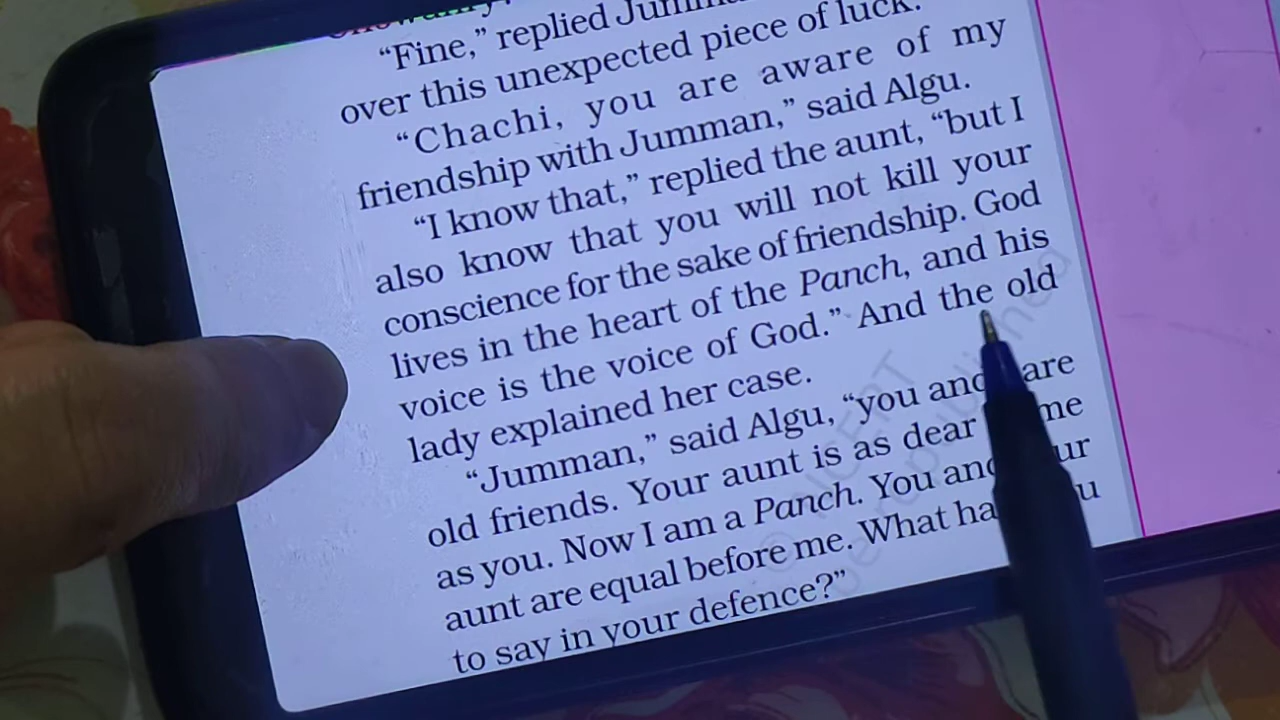 “Fine,” replied
over this unexpected piece of luck.
“Chachi, you are aware of my
friendship with Jumman,” said Algu.
“I know that,” replied the aunt, “but I
also know that you will not kill your
conscience for the sake of friendship. God
lives in the heart of the Panch, and his
voice is the voice of God.” And the old
lady explained her case.
“Jumman,” said Algu, “you and are
old friends. Your aunt is as dear me
as you. Now I am a Panch. You and
aunt are equal before me. What
to say in your defence?”
© NCERT